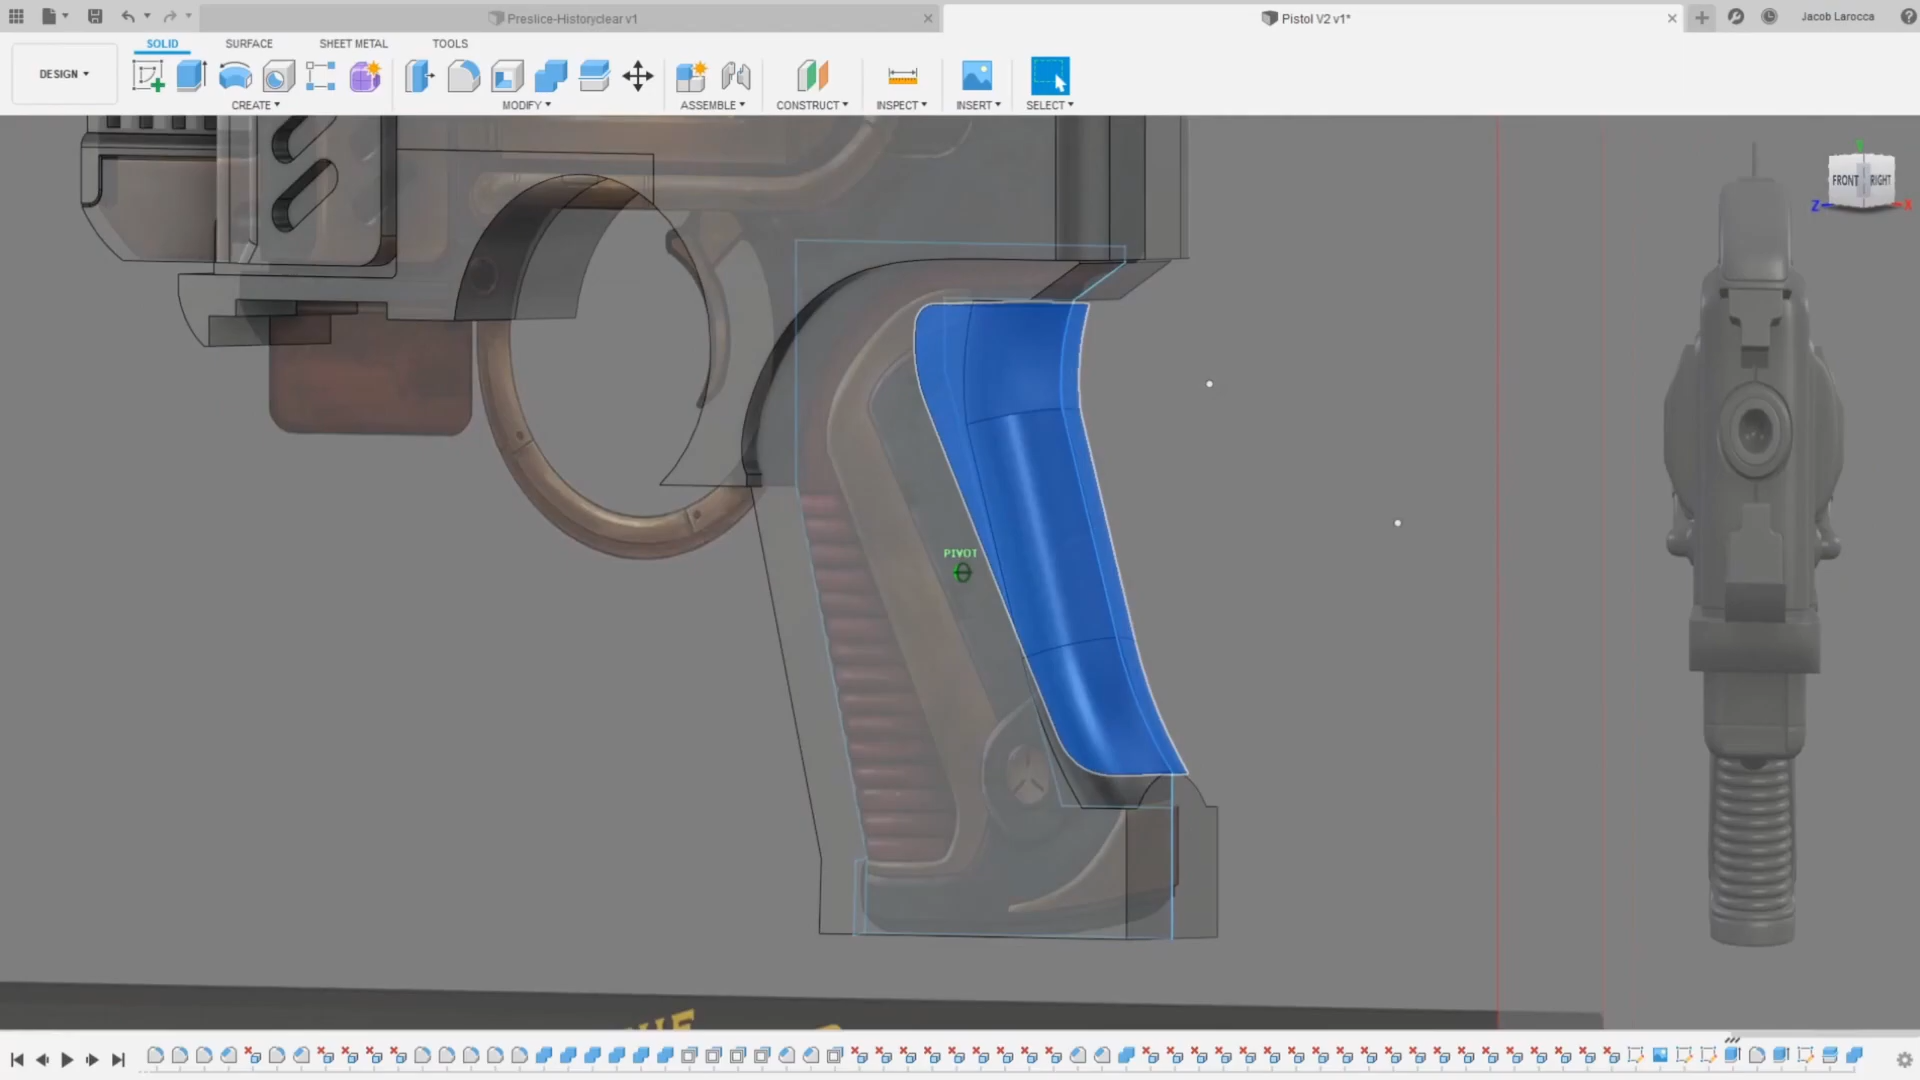 Preslice-Historyclear v1
Pistol V2 v1*
Jacob Larocca
SOLID
SURFACE
SHEET METAL
TOOLS
DESIGN
CREATE
MODIFY
ASSEMBLE
CONSTRUCT
INSPECT
INSERT
SELECT
Y
FRONT
RIGHT
Z
X
PIVOT